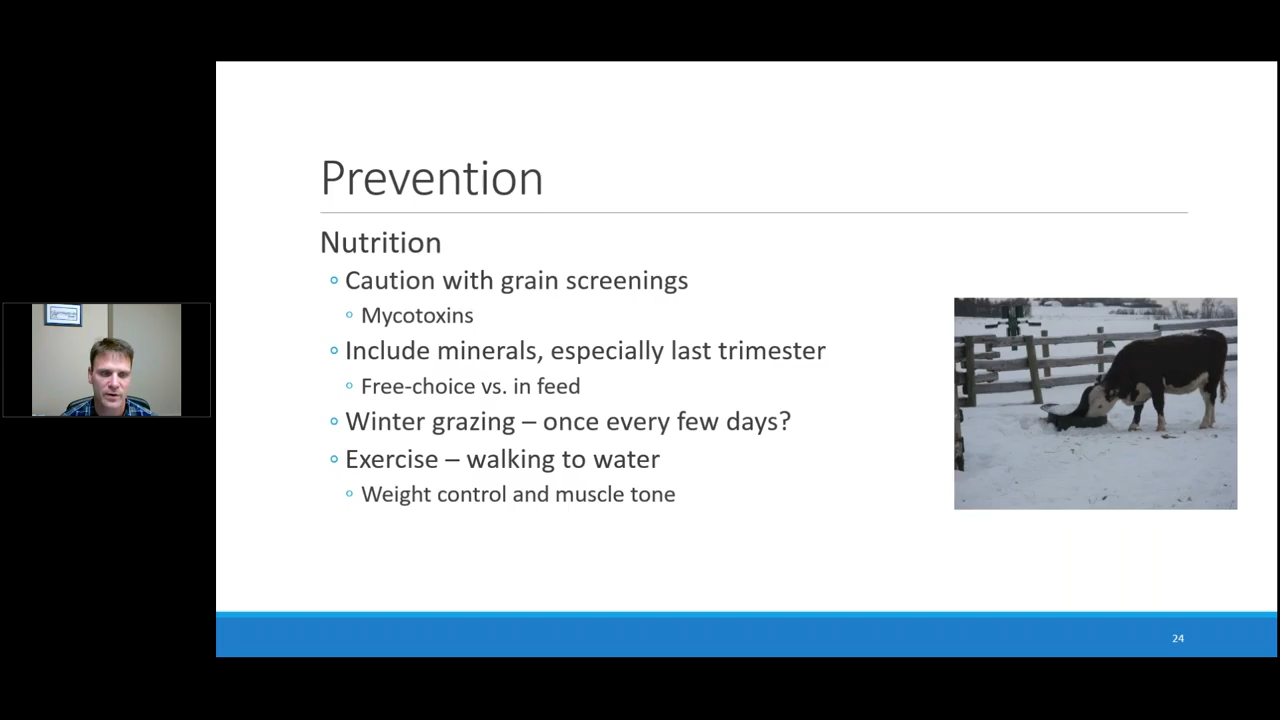 Prevention
Nutrition
Caution with grain screenings
Mycotoxins
Include minerals, especially last trimester
Free-choice vs. in feed
Winter grazing – once every few days?
Exercise – walking to water
Weight control and muscle tone
24